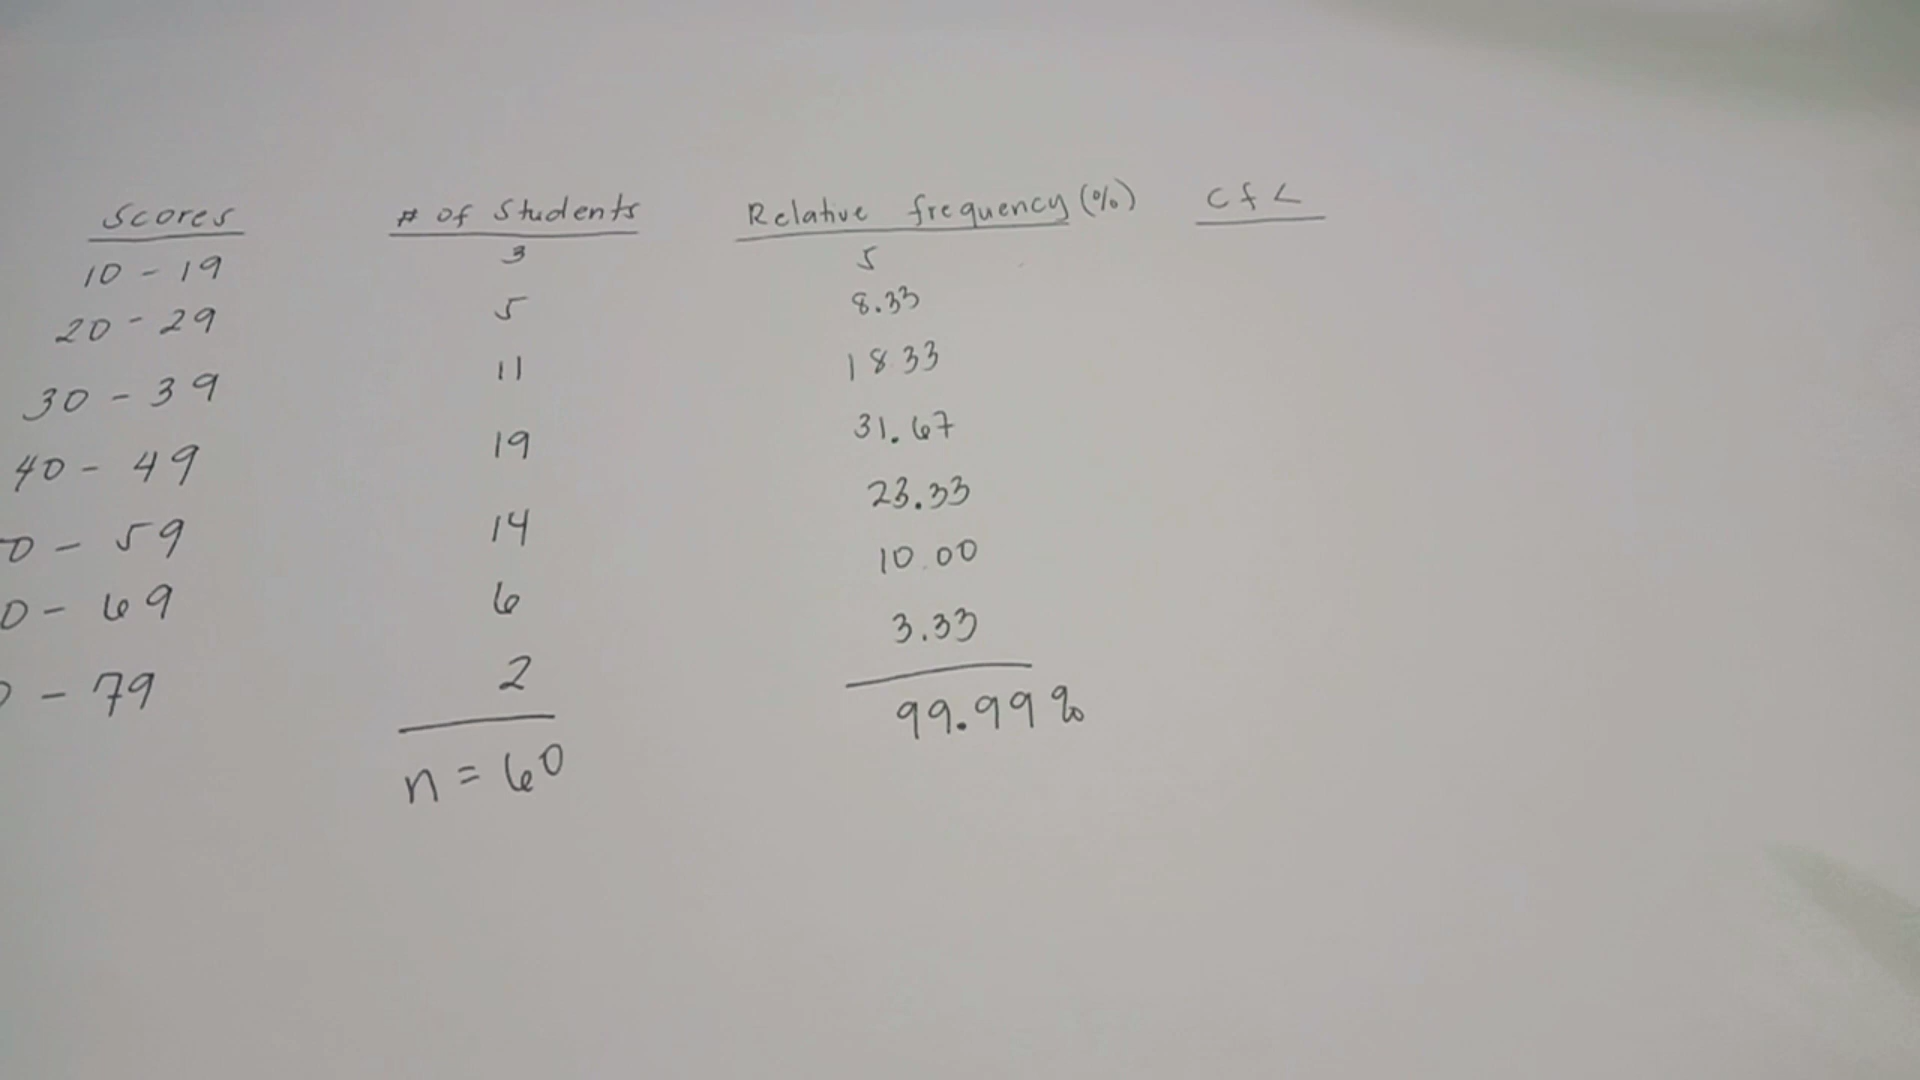 Scores # of Students Relative frequency (%) cf <
10 - 19 3 5
20 - 29 5 8.33
30 - 39 11 18.33
40 - 49 19 31.67
0 - 59 14 23.33
0 - 69 6 10.00
- 79 2 3.33
n = 60 99.99%